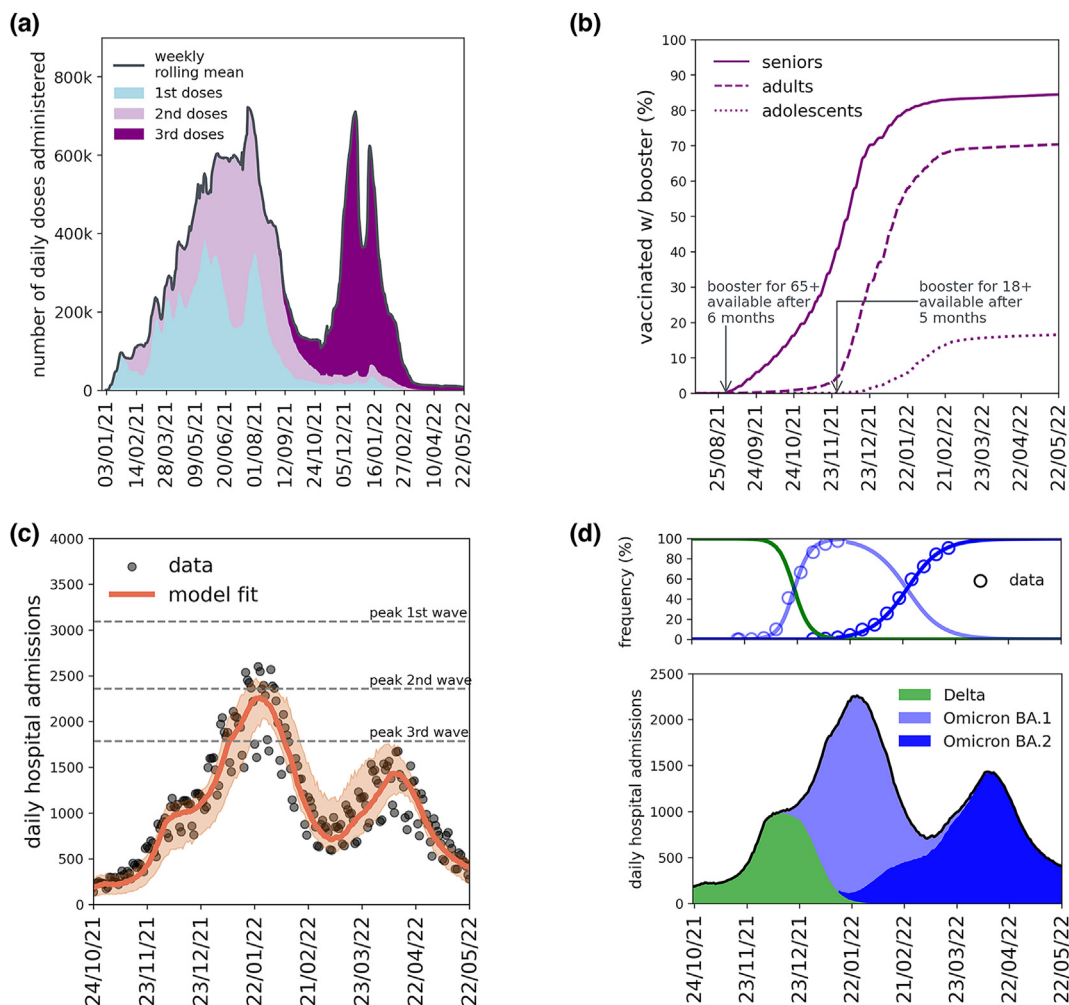 (a)
number of daily doses administered
800k
600k
400k
200k
0
weekly
rolling mean
1st doses
2nd doses
3rd doses
03/01/21
14/02/21
28/03/21
09/05/21
20/06/21
01/08/21
12/09/21
24/10/21
05/12/21
16/01/22
27/02/22
10/04/22
22/05/22
(b)
vaccinated w/ booster (%)
100
90
80
70
60
50
40
30
20
10
0
seniors
adults
adolescents
booster for 65+
available after
6 months
booster for 18+
available after
5 months
25/08/21
24/09/21
24/10/21
23/11/21
23/12/21
22/01/22
21/02/22
23/03/22
22/04/22
22/05/22
(c)
daily hospital admissions
4000
3500
3000
2500
2000
1500
1000
500
0
data
model fit
peak 1st wave
peak 2nd wave
peak 3rd wave
24/10/21
23/11/21
23/12/21
22/01/22
21/02/22
23/03/22
22/04/22
22/05/22
(d)
frequency (%)
100
80
60
40
20
0
data
daily hospital admissions
2500
2000
1500
1000
500
0
Delta
Omicron BA.1
Omicron BA.2
24/10/21
23/11/21
23/12/21
22/01/22
21/02/22
23/03/22
22/04/22
22/05/22